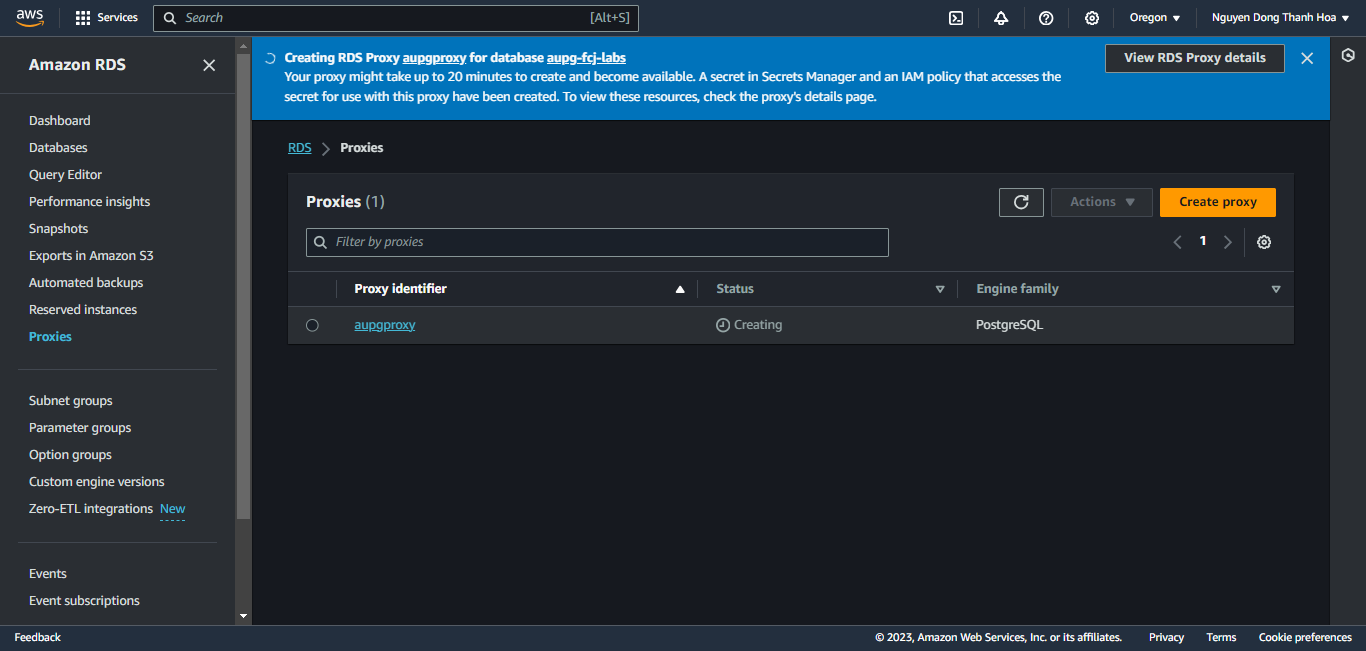 aws
Services
Search
[Alt+S]
Oregon
Nguyen Dong Thanh Hoa
Amazon RDS
Dashboard
Databases
Query Editor
Performance insights
Snapshots
Exports in Amazon S3
Automated backups
Reserved instances
Proxies
Subnet groups
Parameter groups
Option groups
Custom engine versions
Zero-ETL integrations New
Events
Event subscriptions
Creating RDS Proxy aupgproxy for database aupg-fcj-labs
Your proxy might take up to 20 minutes to create and become available. A secret in Secrets Manager and an IAM policy that accesses the
secret for use with this proxy have been created. To view these resources, check the proxy's details page.
View RDS Proxy details
RDS
Proxies
Proxies (1)
Actions
Create proxy
Filter by proxies
1
Proxy identifier
Status
Engine family
aupgproxy
Creating
PostgreSQL
Feedback
© 2023, Amazon Web Services, Inc. or its affiliates.
Privacy
Terms
Cookie preferences